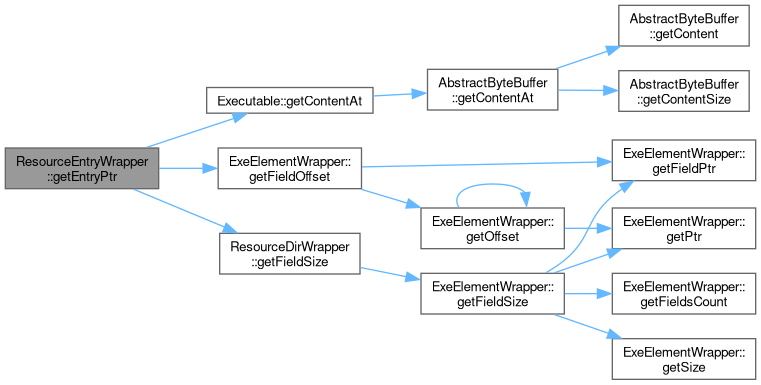 ResourceEntryWrapper
::getEntryPtr
Executable::getContentAt
AbstractByteBuffer
::getContentAt
AbstractByteBuffer
::getContent
AbstractByteBuffer
::getContentSize
ExeElementWrapper::
getFieldOffset
ExeElementWrapper::
getFieldPtr
ExeElementWrapper::
getOffset
ExeElementWrapper::
getPtr
ResourceDirWrapper
::getFieldSize
ExeElementWrapper::
getFieldSize
ExeElementWrapper::
getFieldsCount
ExeElementWrapper::
getSize